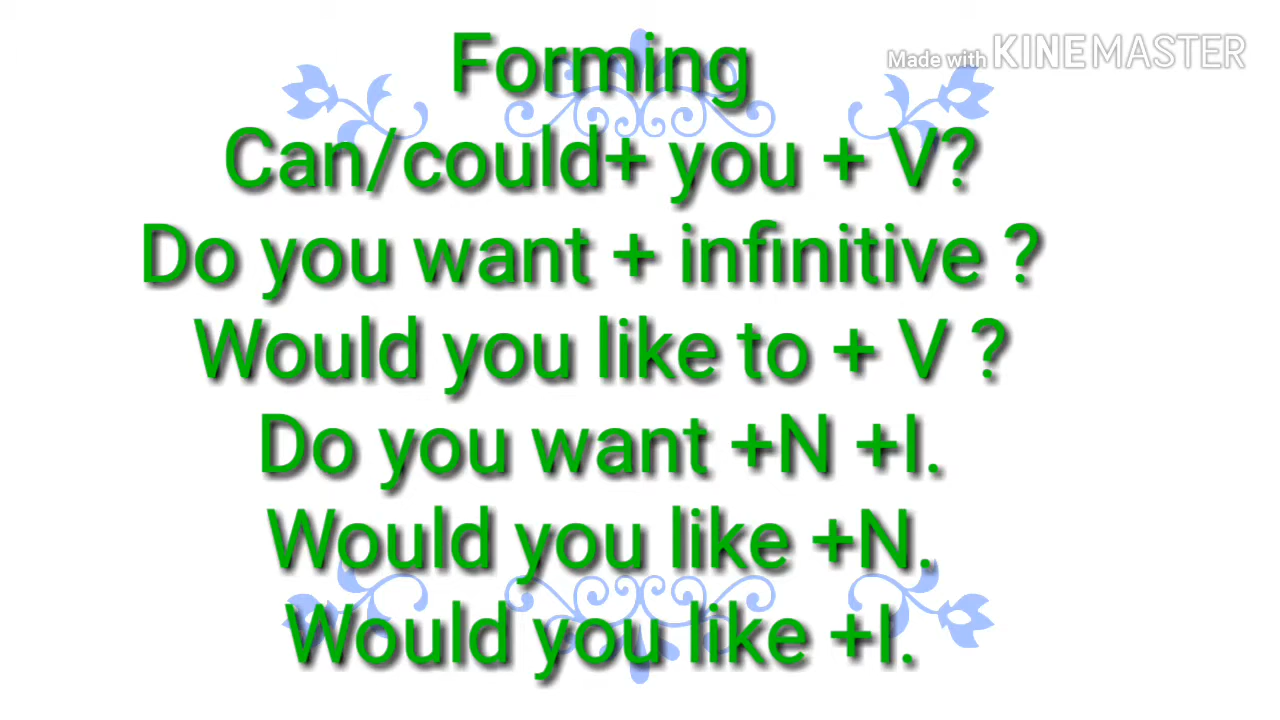 Forming
Made with KINEMASTER
Can/could+ you + V?
Do you want + infinitive ?
Would you like to + V ?
Do you want +N +I.
Would you like +N.
Would you like +I.